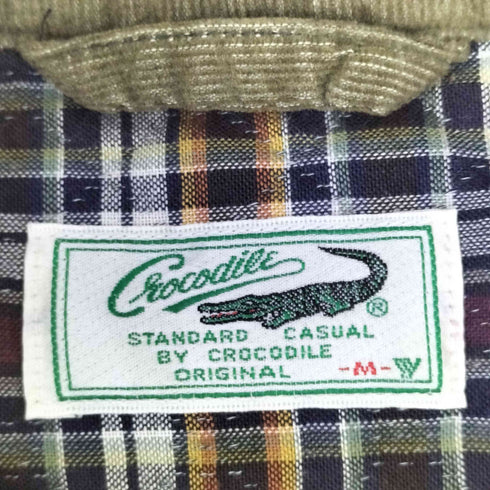 Crocodile
®
STANDARD CASUAL
BY CROCODILE
ORIGINAL -M-